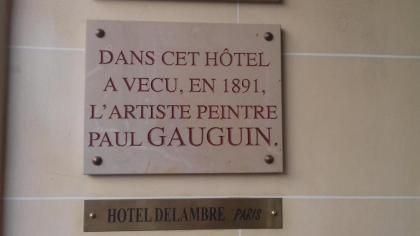 DANS CET HÔTEL
A VECU, EN 1891,
L'ARTISTE PEINTRE
PAUL GAUGUIN.
HOTEL DELAMBRE PARIS